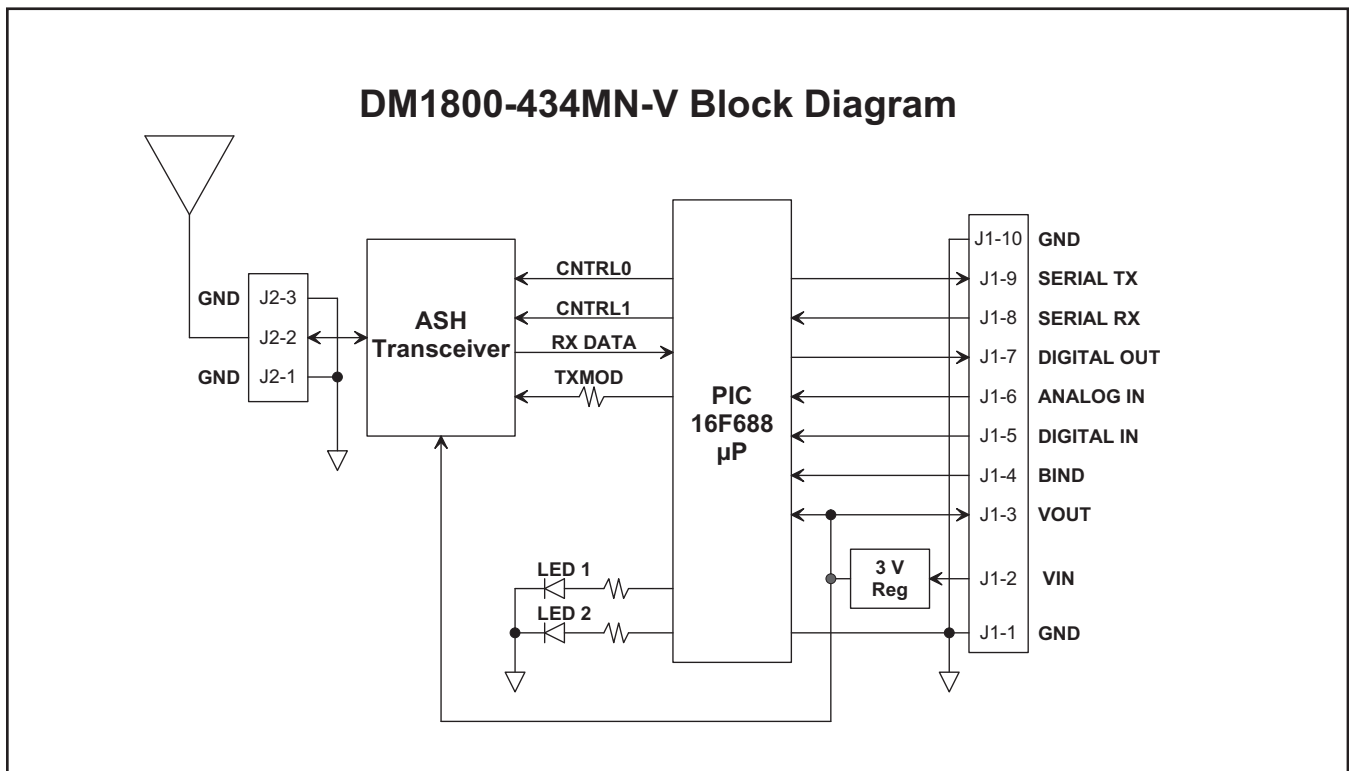 DM1800-434MN-V Block Diagram
GND J2-3
J2-2
GND J2-1
ASH
Transceiver
CNTRL0
CNTRL1
RX DATA
TXMOD
PIC
16F688
µP
LED 1
LED 2
3 V
Reg
J1-10 GND
J1-9 SERIAL TX
J1-8 SERIAL RX
J1-7 DIGITAL OUT
J1-6 ANALOG IN
J1-5 DIGITAL IN
J1-4 BIND
J1-3 VOUT
J1-2 VIN
J1-1 GND